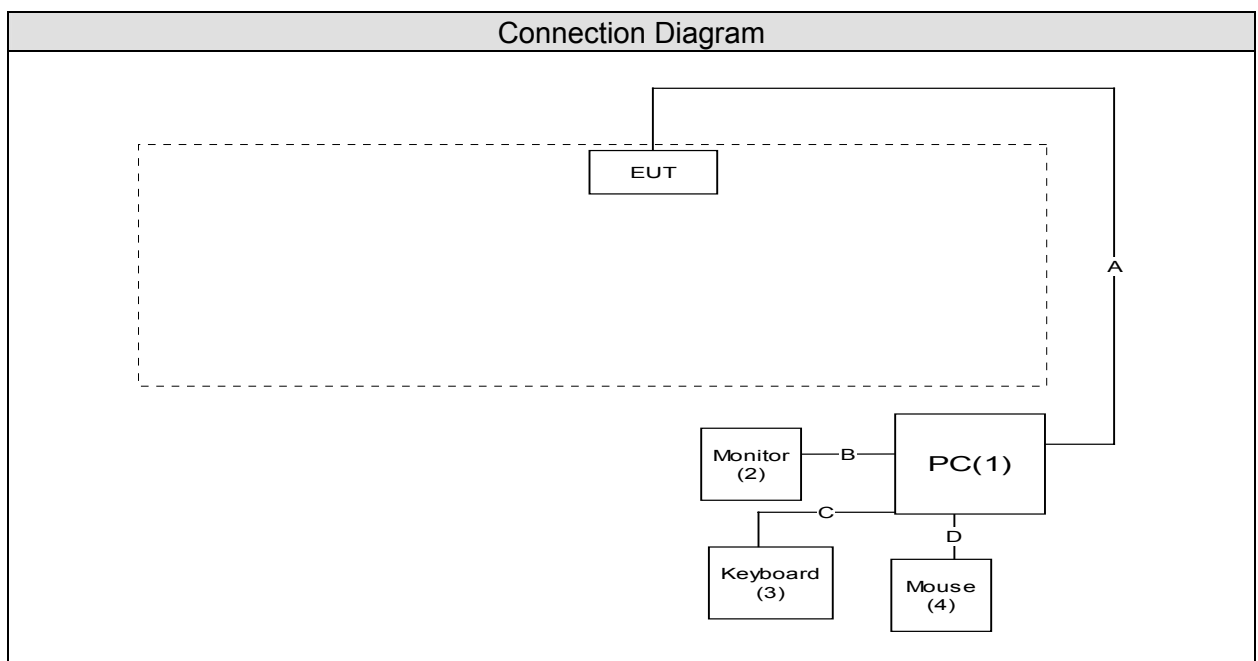 Connection Diagram
EUT
A
Monitor
(2)
B
PC(1)
C
D
Keyboard
(3)
Mouse
(4)